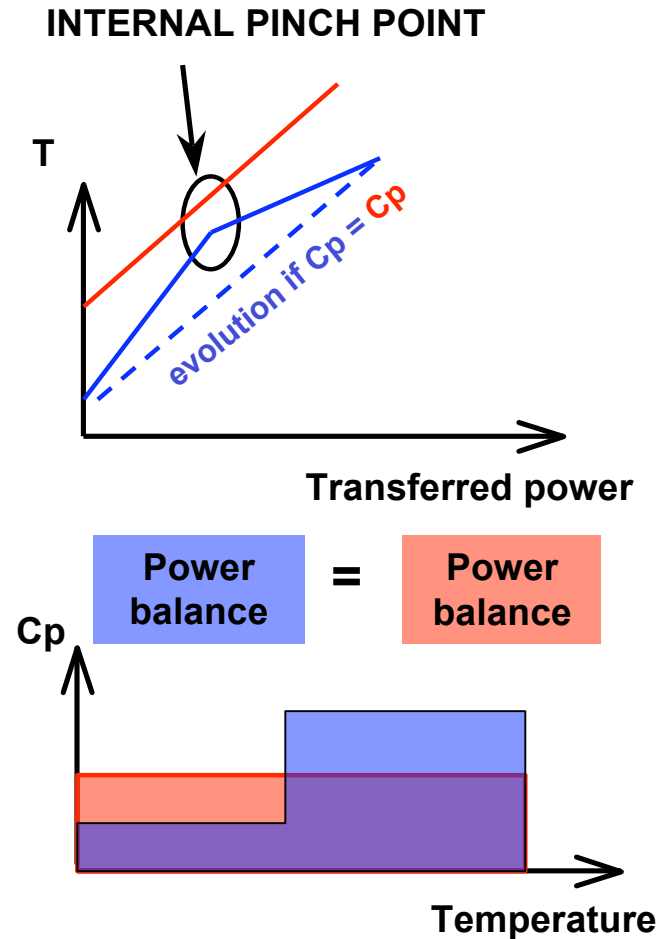 INTERNAL PINCH POINT
T
evolution if Cp = Cp
Transferred power
Power
balance
=
Power
balance
Cp
Temperature